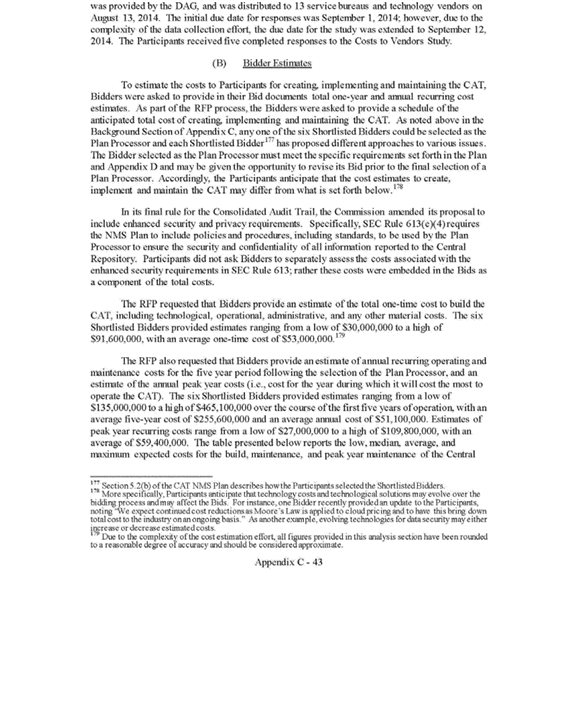 was provided by the DAG, and was distributed to 13 service bureaus and technology vendors on
August 13, 2014. The initial due date for responses was September 1, 2014; however, due to the
complexity of the data collection effort, the due date for the study was extended to September 12,
2014. The Participants received five completed responses to the Costs to Vendors Study.
(B) Bidder Estimates
To estimate the costs to Participants for creating, implementing and maintaining the CAT,
Bidders were asked to provide in their Bid documents total one-year and annual recurring cost
estimates. As part of the RFP process, the Bidders were asked to provide a schedule of the
anticipated total cost of creating, implementing and maintaining the CAT. As noted above in the
Background Section of Appendix C, any one of the six Shortlisted Bidders could be selected as the
Plan Processor and each Shortlisted Bidder177 has proposed different approaches to various issues.
The Bidder selected as the Plan Processor must meet the specific requirements set forth in the Plan
and Appendix D and may be given the opportunity to revise its Bid prior to the final selection of a
Plan Processor. Accordingly, the Participants anticipate that the cost estimates to create,
implement and maintain the CAT may differ from what is set forth below.178
In its final rule for the Consolidated Audit Trail, the Commission amended its proposal to
include enhanced security and privacy requirements. Specifically, SEC Rule 613(e)(4) requires
the NMS Plan to include policies and procedures, including standards, to be used by the Plan
Processor to ensure the security and confidentiality of all information reported to the Central
Repository. Participants did not ask Bidders to separately assess the costs associated with the
enhanced security requirements in SEC Rule 613; rather these costs were embedded in the Bids as
a component of the total costs.
The RFP requested that Bidders provide an estimate of the total one-time cost to build the
CAT, including technological, operational, administrative, and any other material costs. The six
Shortlisted Bidders provided estimates ranging from a low of $30,000,000 to a high of
$91,600,000, with an average one-time cost of $53,000,000.179
The RFP also requested that Bidders provide an estimate of annual recurring operating and
maintenance costs for the five year period following the selection of the Plan Processor, and an
estimate of the annual peak year costs (i.e., cost for the year during which it will cost the most to
operate the CAT). The six Shortlisted Bidders provided estimates ranging from a low of
$135,000,000 to a high of $465,100,000 over the course of the first five years of operation, with an
average five-year cost of $255,600,000 and an average annual cost of $51,100,000. Estimates of
peak year recurring costs range from a low of $27,000,000 to a high of $109,800,000, with an
average of $59,400,000. The table presented below reports the low, median, average, and
maximum expected costs for the build, maintenance, and peak year maintenance of the Central
177 Section 5.2(b) of the CAT NMS Plan describes how the Participants selected the Shortlisted Bidders.
178 More specifically, Participants anticipate that technology costs and technological solutions may evolve over the
bidding process and may affect the Bids. For instance, one Bidder recently provided an update to the Participants,
noting "We expect continued cost reductions as Moore's Law is applied to cloud pricing and to have this bring down
total cost to the industry on an ongoing basis." As another example, evolving technologies for data security may either
increase or decrease estimated costs.
179 Due to the complexity of the cost estimation effort, all figures provided in this analysis section have been rounded
to a reasonable degree of accuracy and should be considered approximate.
Appendix C - 43